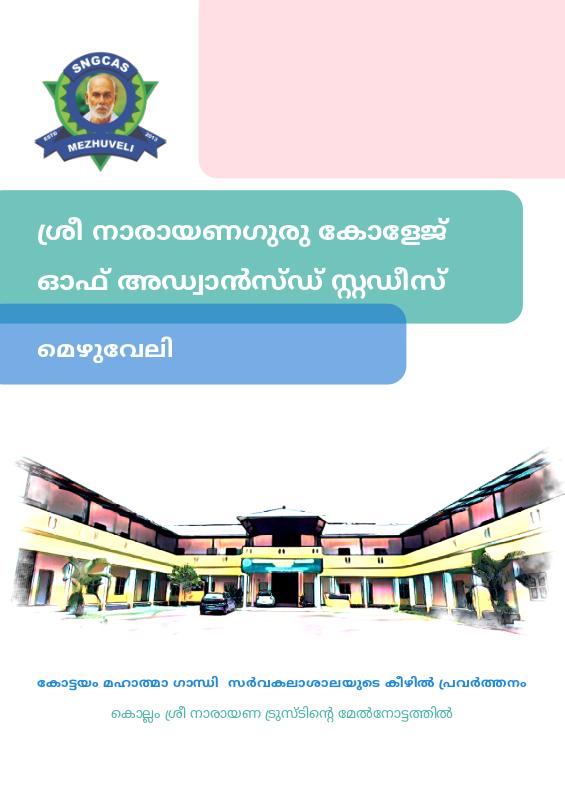 SNGCAS
ESTD 2013
MEZHUVELI
ശ്രീ നാരായണഗുരു കോളേജ്
ഓഫ് അഡ്വാൻസ്ഡ് സ്റ്റഡീസ്
മെഴുവേലി
കോട്ടയം മഹാത്മാ ഗാന്ധി സർവകലാശാലയുടെ കീഴിൽ പ്രവർത്തനം
കൊല്ലം ശ്രീ നാരായണ ട്രസ്ടിന്റെ മേൽനോട്ടത്തിൽ